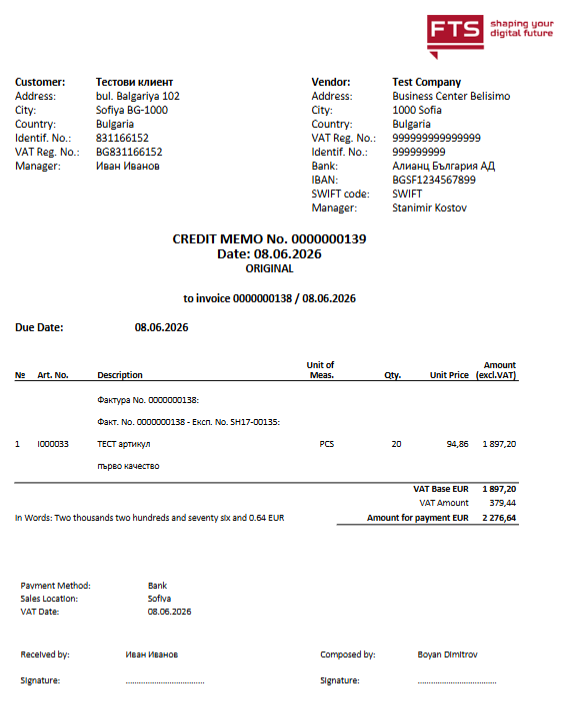 FTS shaping your digital future
Customer: Тестови клиент
Address: bul. Balgariya 102
City: Sofiya BG-1000
Country: Bulgaria
Identif. No.: 831166152
VAT Reg. No.: BG831166152
Manager: Иван Иванов
Vendor: Test Company
Address: Business Center Belisimo
City: 1000 Sofia
Country: Bulgaria
VAT Reg. No.: 999999999999999
Identif. No.: 999999999
Bank: Алианц България АД
IBAN: BGSF1234567899
SWIFT code: SWIFT
Manager: Stanimir Kostov
CREDIT MEMO No. 0000000139
Date: 08.06.2026
ORIGINAL
to invoice 0000000138 / 08.06.2026
Due Date: 08.06.2026
№ Art. No. Description Unit of Meas. Qty. Unit Price Amount (excl.VAT)
Фактура No. 0000000138:
Факт. No. 0000000138 - Експ. No. SH17-00135:
1 I000033 ТЕСТ артикул PCS 20 94,86 1 897,20
първо качество
VAT Base EUR 1 897,20
VAT Amount 379,44
In Words: Two thousands two hundreds and seventy six and 0.64 EUR Amount for payment EUR 2 276,64
Payment Method: Bank
Sales Location: Sofiya
VAT Date: 08.06.2026
Received by: Иван Иванов Composed by: Boyan Dimitrov
Signature: .................................. Signature: ..................................